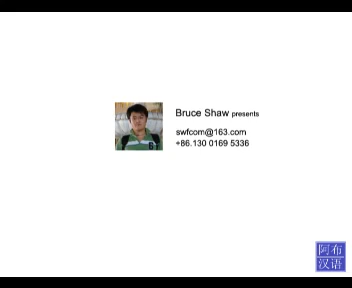 Bruce Shaw presents
swfcom@163.com
+86.130 0169 5336
阿布
汉语